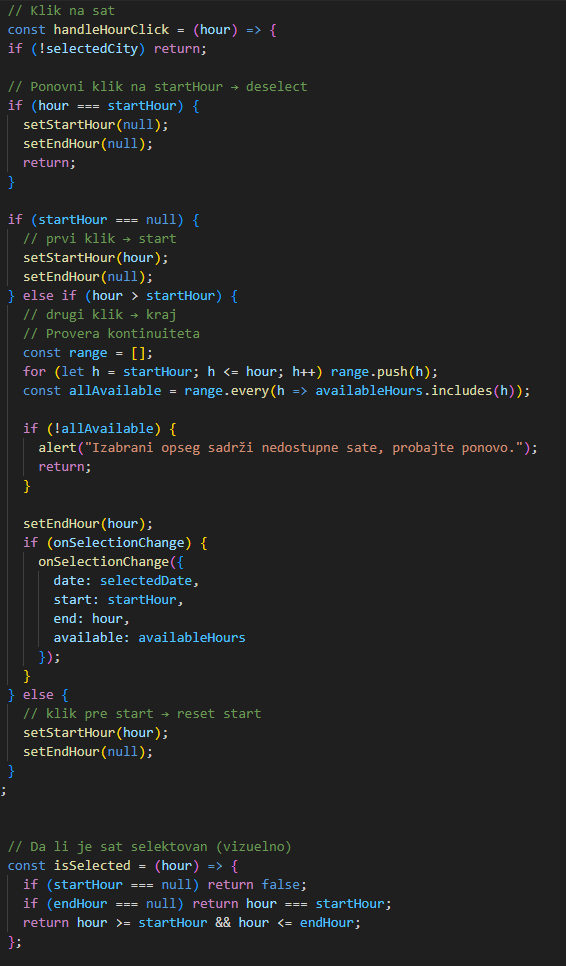 // Klik na sat
const handleHourClick = (hour) => {
if (!selectedCity) return;
// Ponovni klik na startHour → deselect
if (hour === startHour) {
setStartHour(null);
setEndHour(null);
return;
}
if (startHour === null) {
// prvi klik → start
setStartHour(hour);
setEndHour(null);
} else if (hour > startHour) {
// drugi klik → kraj
// Provera kontinuiteta
const range = [];
for (let h = startHour; h <= hour; h++) range.push(h);
const allAvailable = range.every(h => availableHours.includes(h));
if (!allAvailable) {
alert("Izabrani opseg sadrži nedostupne sate, probajte ponovo.");
return;
}
setEndHour(hour);
if (onSelectionChange) {
onSelectionChange({
date: selectedDate,
start: startHour,
end: hour,
available: availableHours
});
}
} else {
// klik pre start → reset start
setStartHour(hour);
setEndHour(null);
}
;
// Da li je sat selektovan (vizuelno)
const isSelected = (hour) => {
if (startHour === null) return false;
if (endHour === null) return hour === startHour;
return hour >= startHour && hour <= endHour;
};